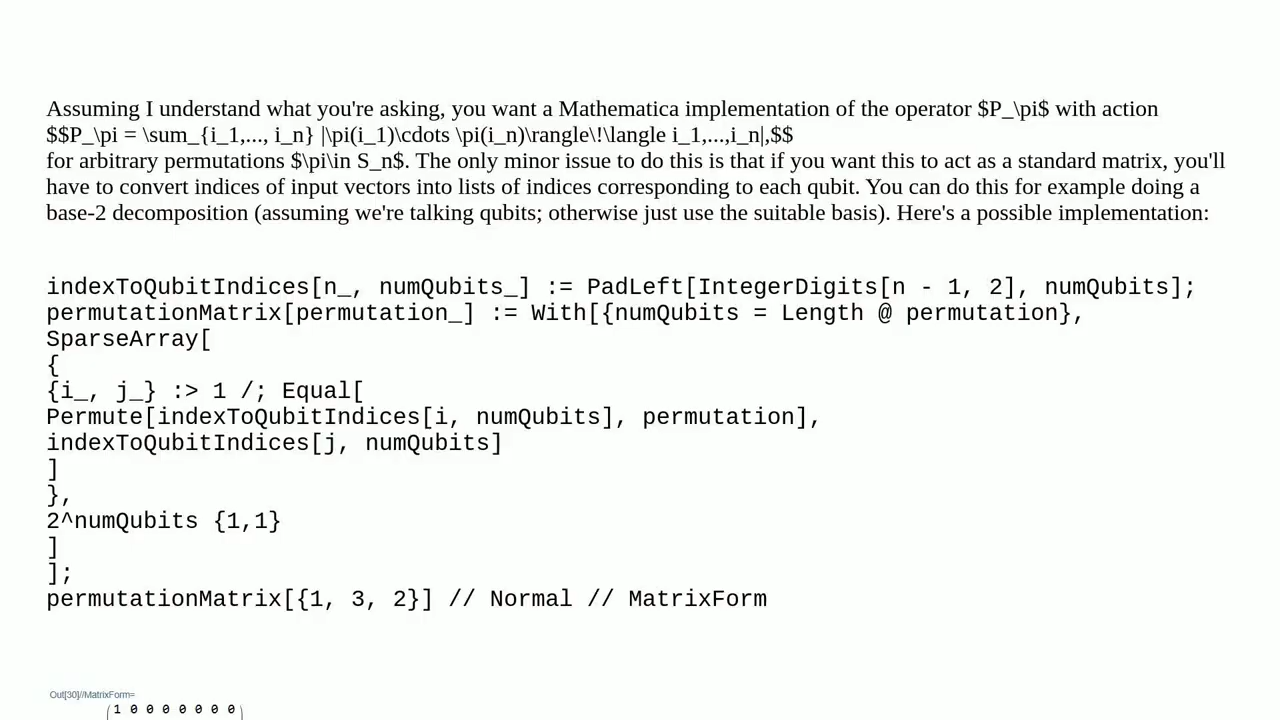 Assuming I understand what you're asking, you want a Mathematica implementation of the operator $P_\pi$ with action
$$P_\pi = \sum_{i_1,..., i_n} |\pi(i_1)\cdots \pi(i_n)\rangle\!\langle i_1,...,i_n|,$$
for arbitrary permutations $\pi\in S_n$. The only minor issue to do this is that if you want this to act as a standard matrix, you'll
have to convert indices of input vectors into lists of indices corresponding to each qubit. You can do this for example doing a
base-2 decomposition (assuming we're talking qubits; otherwise just use the suitable basis). Here's a possible implementation:
indexToQubitIndices[n_, numQubits_] := PadLeft[IntegerDigits[n - 1, 2], numQubits];
permutationMatrix[permutation_] := With[{numQubits = Length @ permutation},
SparseArray[
{
{i_, j_} :> 1 /; Equal[
Permute[indexToQubitIndices[i, numQubits], permutation],
indexToQubitIndices[j, numQubits]
]
},
2^numQubits {1,1}
]
];
permutationMatrix[{1, 3, 2}] // Normal // MatrixForm
Out[30]//MatrixForm=
1 0 0 0 0 0 0 0